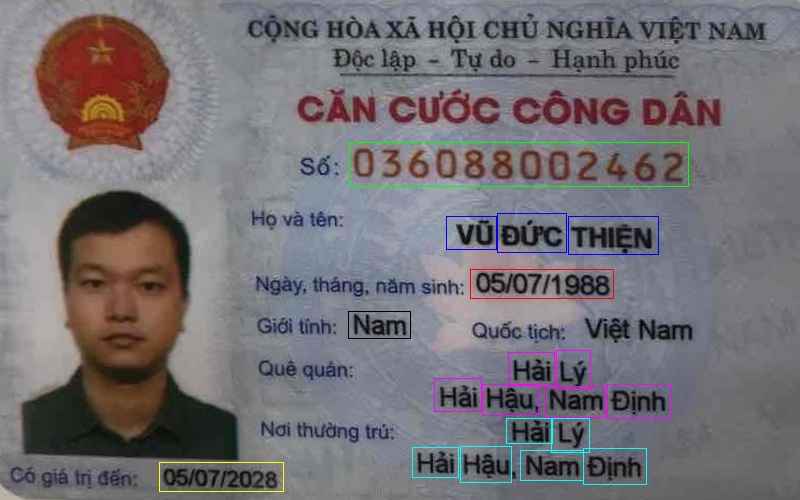 CỘNG HÒA XÃ HỘI CHỦ NGHĨA VIỆT NAM
Độc lập - Tự do - Hạnh phúc
CĂN CƯỚC CÔNG DÂN
Số: 036088002462
Họ và tên: VŨ ĐỨC THIỆN
Ngày, tháng, năm sinh: 05/07/1988
Giới tính: Nam Quốc tịch: Việt Nam
Quê quán: Hải Lý
Hải Hậu, Nam Định
Nơi thường trú: Hải Lý
Hải Hậu, Nam Định
Có giá trị đến: 05/07/2028